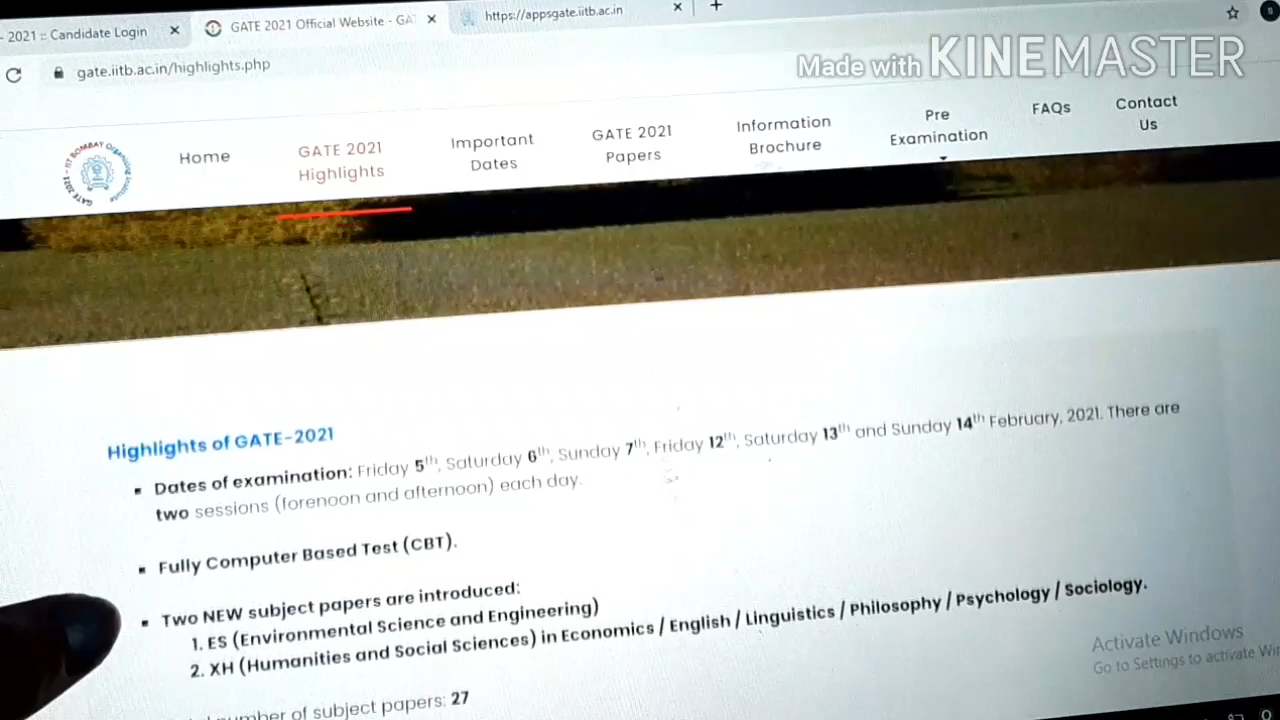 - 2021 :: Candidate Login
GATE 2021 Official Website - GA
https://appsgate.iitb.ac.in
gate.iitb.ac.in/highlights.php
Made with KINEMASTER
Home
GATE 2021
Highlights
Important
Dates
GATE 2021
Papers
Information
Brochure
Pre
Examination
FAQs
Contact
Us
Highlights of GATE-2021
Dates of examination: Friday 5th, Saturday 6th, Sunday 7th, Friday 12th, Saturday 13th and Sunday 14th February, 2021. There are
two sessions (forenoon and afternoon) each day.
Fully Computer Based Test (CBT).
Two NEW subject papers are introduced:
1. ES (Environmental Science and Engineering)
2. XH (Humanities and Social Sciences) in Economics / English / Linguistics / Philosophy / Psychology / Sociology.
number of subject papers: 27
Activate Windows
Go to Settings to activate Win